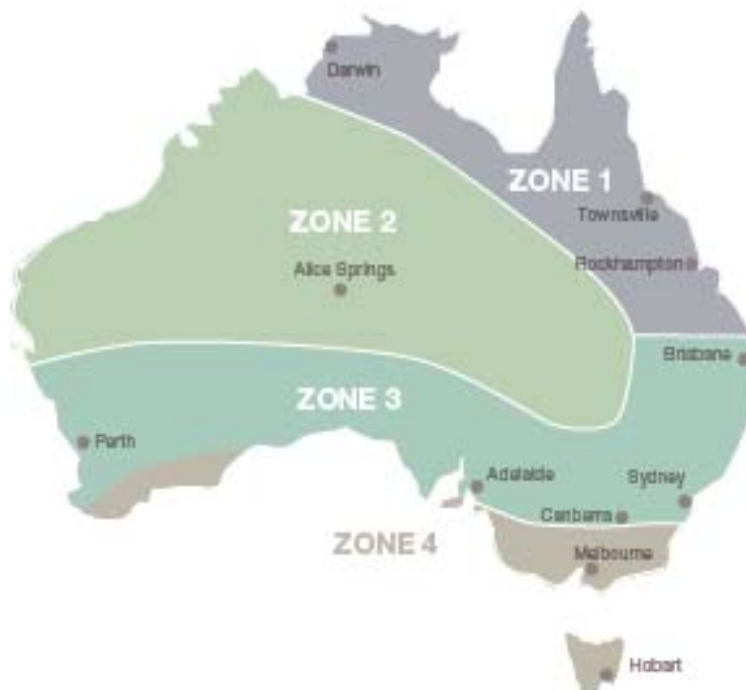 Darwin
ZONE 1
Townsville
ZONE 2
Alice Springs
Rockhampton
Brisbane
ZONE 3
Perth
Adelaide
Sydney
Canberra
ZONE 4
Melbourne
Hobart